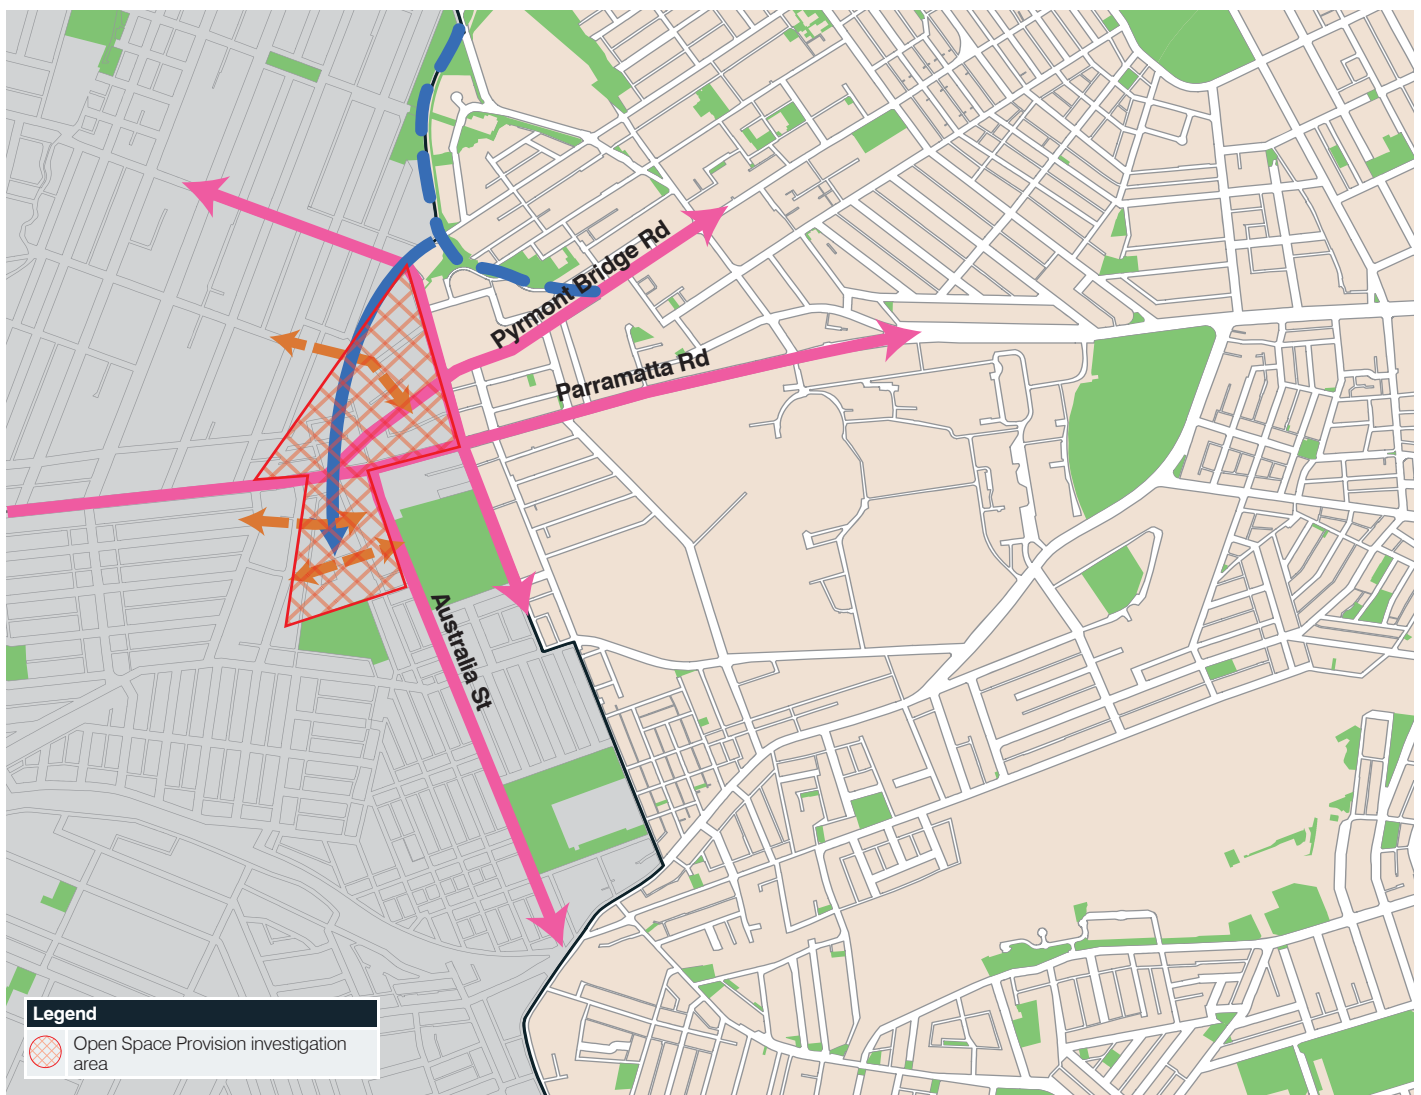 Pyrmont Bridge Rd
Parramatta Rd
Australia St
Legend
Open Space Provision investigation
area